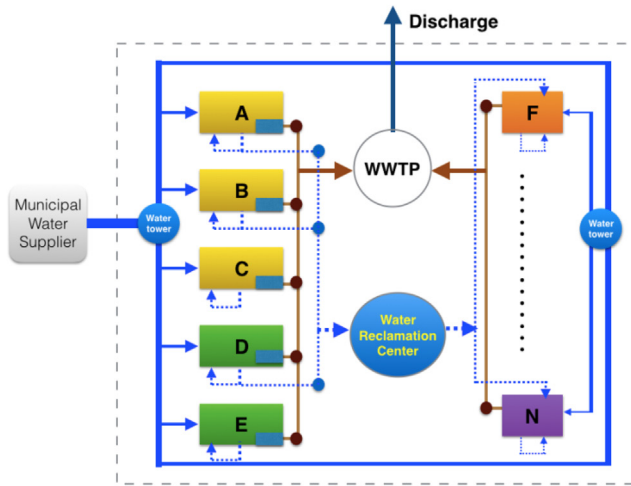 Discharge
A
F
WWTP
B
Municipal
Water
Supplier
Water
tower
Water
tower
C
Water
Reclamation
Center
D
E
N